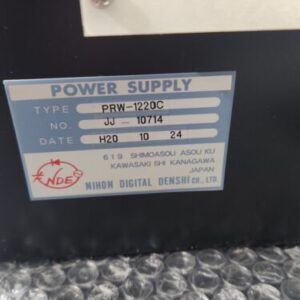 POWER SUPPLY
TYPE PRW-1220C
NO. JJ - 10714
DATE H20 10 24
NDE
619 SHIMOASOU ASOU KU
KAWASAKI SHI KANAGAWA
JAPAN
NIHON DIGITAL DENSHI CO., LTD.